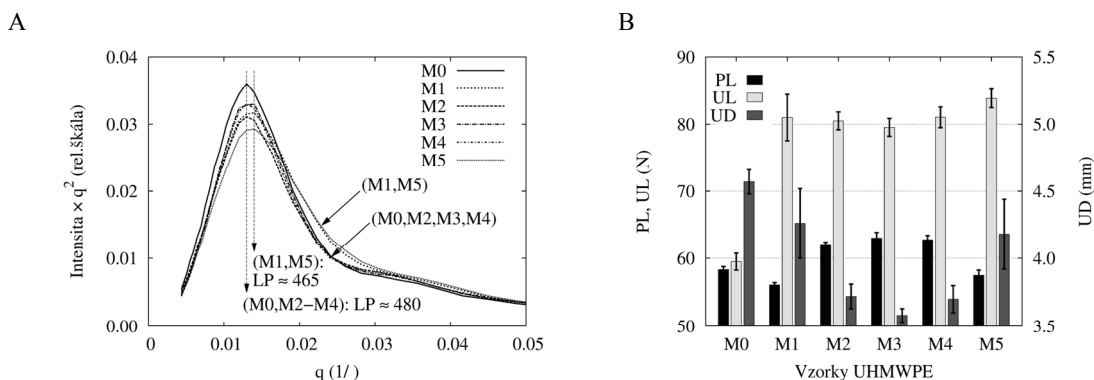 A
B
Intensita × q² (rel.škála)
0.04
0.03
0.02
0.01
0.00
M0
M1
M2
M3
M4
M5
(M1,M5)
(M0,M2,M3,M4)
(M1,M5):
LP ≈ 465
(M0,M2−M4): LP ≈ 480
0
0.01
0.02
0.03
0.04
0.05
q (1/ )
PL, UL (N)
90
80
70
60
50
PL
UL
UD
5.5
5.0
4.5
4.0
3.5
UD (mm)
M0
M1
M2
M3
M4
M5
Vzorky UHMWPE